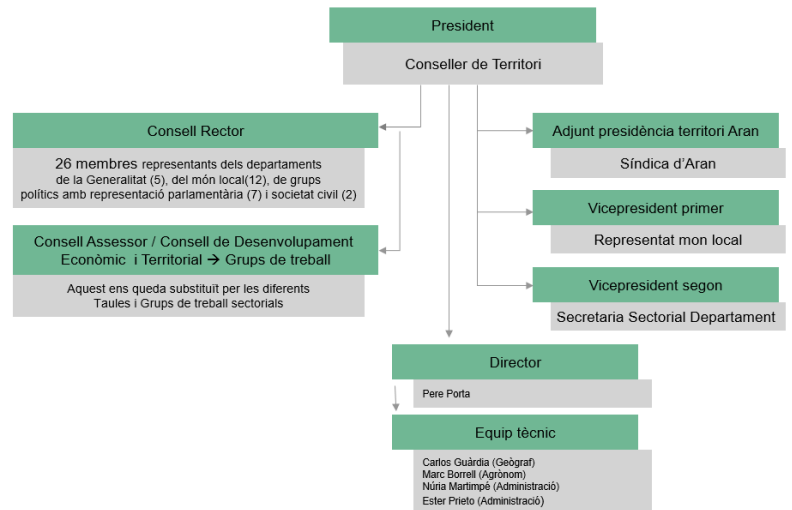 President
Conseller de Territori
Consell Rector
26 membres representants dels departaments
de la Generalitat (5), del món local(12), de grups
polítics amb representació parlamentària (7) i societat civil (2)
Consell Assessor / Consell de Desenvolupament
Econòmic i Territorial → Grups de treball
Aquest ens queda substituït per les diferents
Taules i Grups de treball sectorials
Adjunt presidència territori Aran
Síndica d'Aran
Vicepresident primer
Representat mon local
Vicepresident segon
Secretaria Sectorial Departament
Director
Pere Porta
Equip tècnic
Carlos Guàrdia (Geògraf)
Marc Borrell (Agrònom)
Núria Martimpé (Administració)
Ester Prieto (Administració)